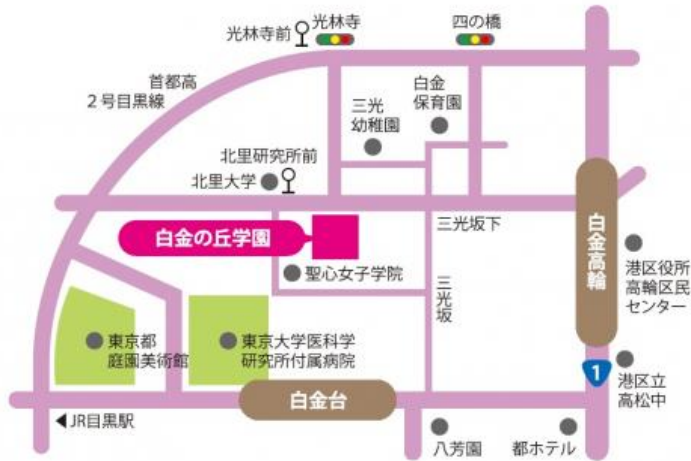 光林寺前
光林寺
四の橋
首都高
2号目黒線
白金
保育園
三光
幼稚園
北里研究所前
北里大学
白金の丘学園
三光坂下
白金高輪
港区役所
高輪区民
センター
聖心女子学院
三光坂
東京都
庭園美術館
東京大学医科学
研究所付属病院
1
港区立
高松中
白金台
◀JR目黒駅
八芳園
都ホテル